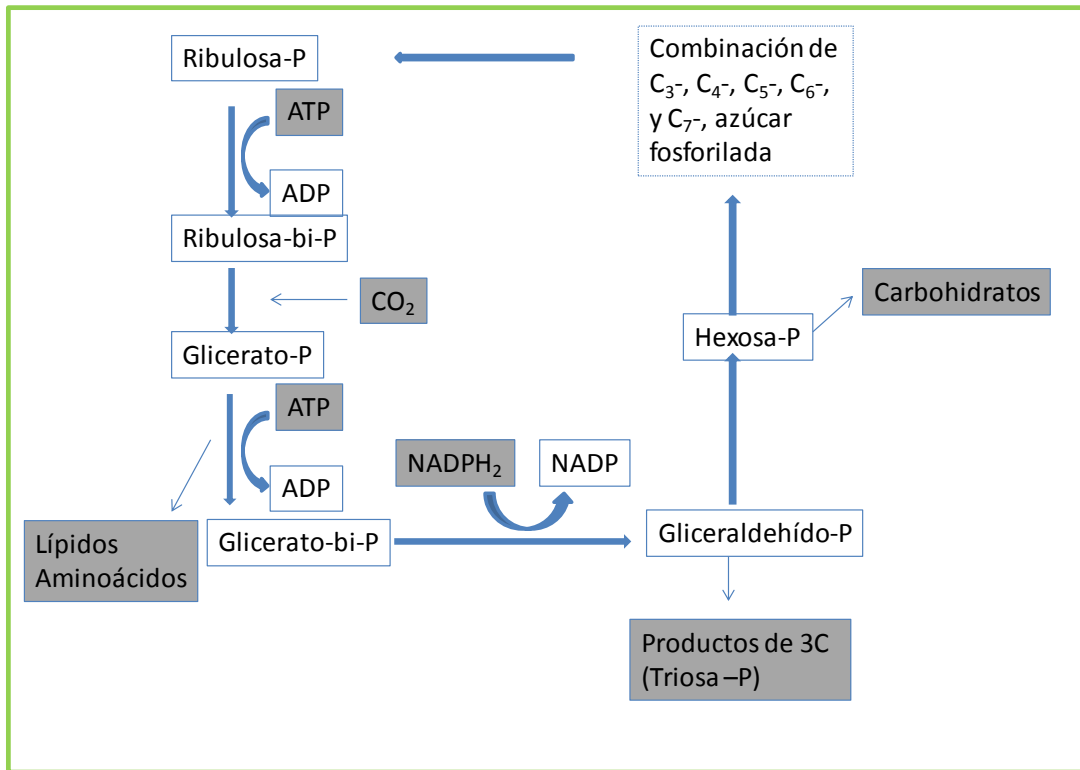 Ribulosa-P
ATP
ADP
Ribulosa-bi-P
CO₂
Glicerato-P
ATP
ADP
Lípidos
Aminoácidos
Glicerato-bi-P
NADPH₂
NADP
Gliceraldehído-P
Productos de 3C
(Triosa –P)
Hexosa-P
Carbohidratos
Combinación de
C₃-, C₄-, C₅-, C₆-,
y C₇-, azúcar
fosforilada